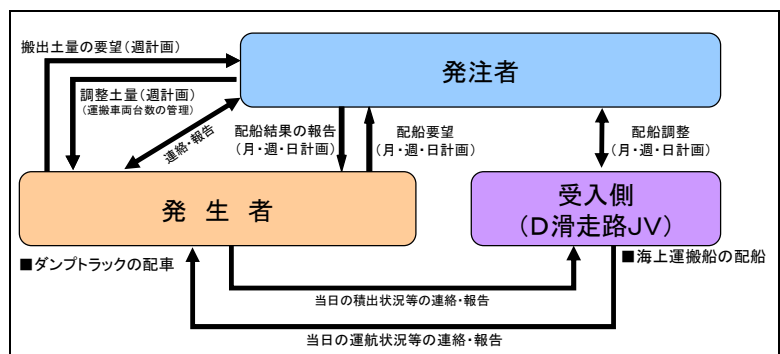 搬出土量の要望(週計画)
発注者
調整土量(週計画)
(運搬車両台数の管理)
連絡・報告
配船結果の報告
(月・週・日計画)
配船要望
(月・週・日計画)
配船調整
(月・週・日計画)
発 生 者
受入側
(D滑走路JV)
■ダンプトラックの配車
■海上運搬船の配船
当日の積出状況等の連絡・報告
当日の運航状況等の連絡・報告